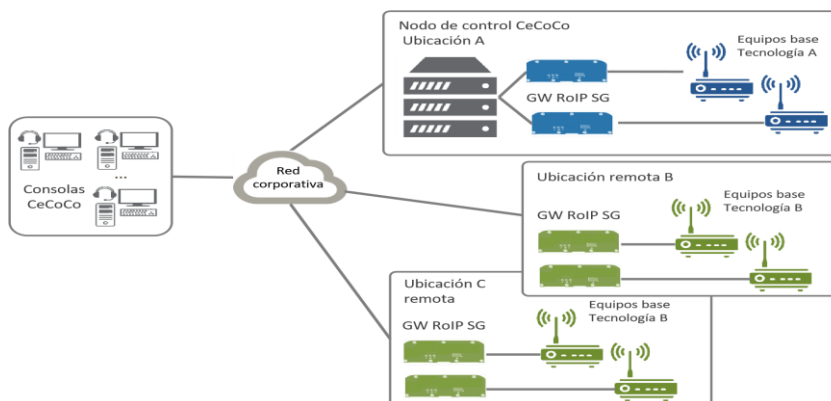 Nodo de control CeCoCo
Ubicación A
Equipos base
Tecnología A
GW RoIP SG
Consolas
CeCoCo
...
Red
corporativa
Ubicación remota B
Equipos base
Tecnología B
GW RoIP SG
Ubicación C
remota
Equipos base
Tecnología B
GW RoIP SG